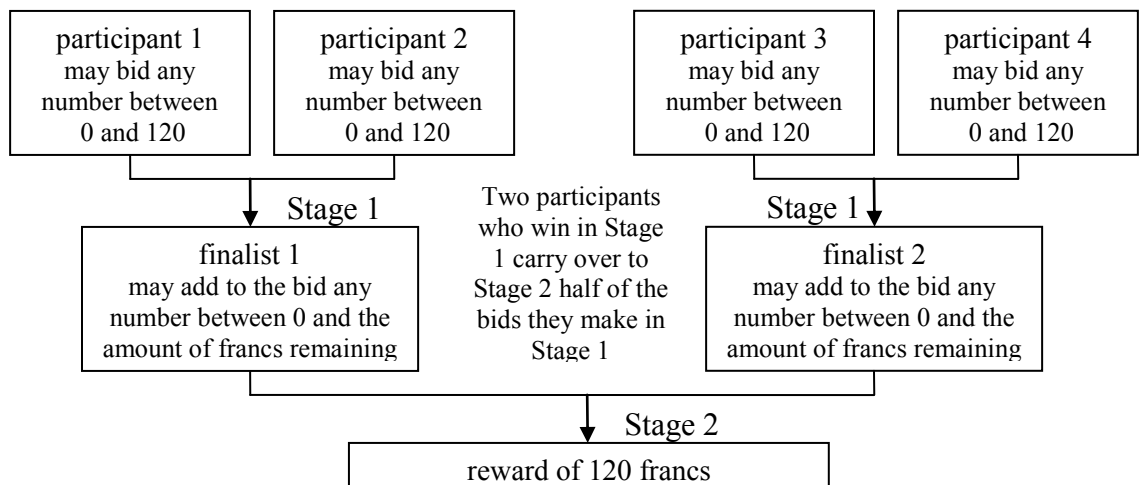 participant 1
may bid any
number between
0 and 120
participant 2
may bid any
number between
0 and 120
participant 3
may bid any
number between
0 and 120
participant 4
may bid any
number between
0 and 120
Stage 1
Two participants
who win in Stage
1 carry over to
Stage 2 half of the
bids they make in
Stage 1
Stage 1
finalist 1
may add to the bid any
number between 0 and the
amount of francs remaining
finalist 2
may add to the bid any
number between 0 and the
amount of francs remaining
Stage 2
reward of 120 francs